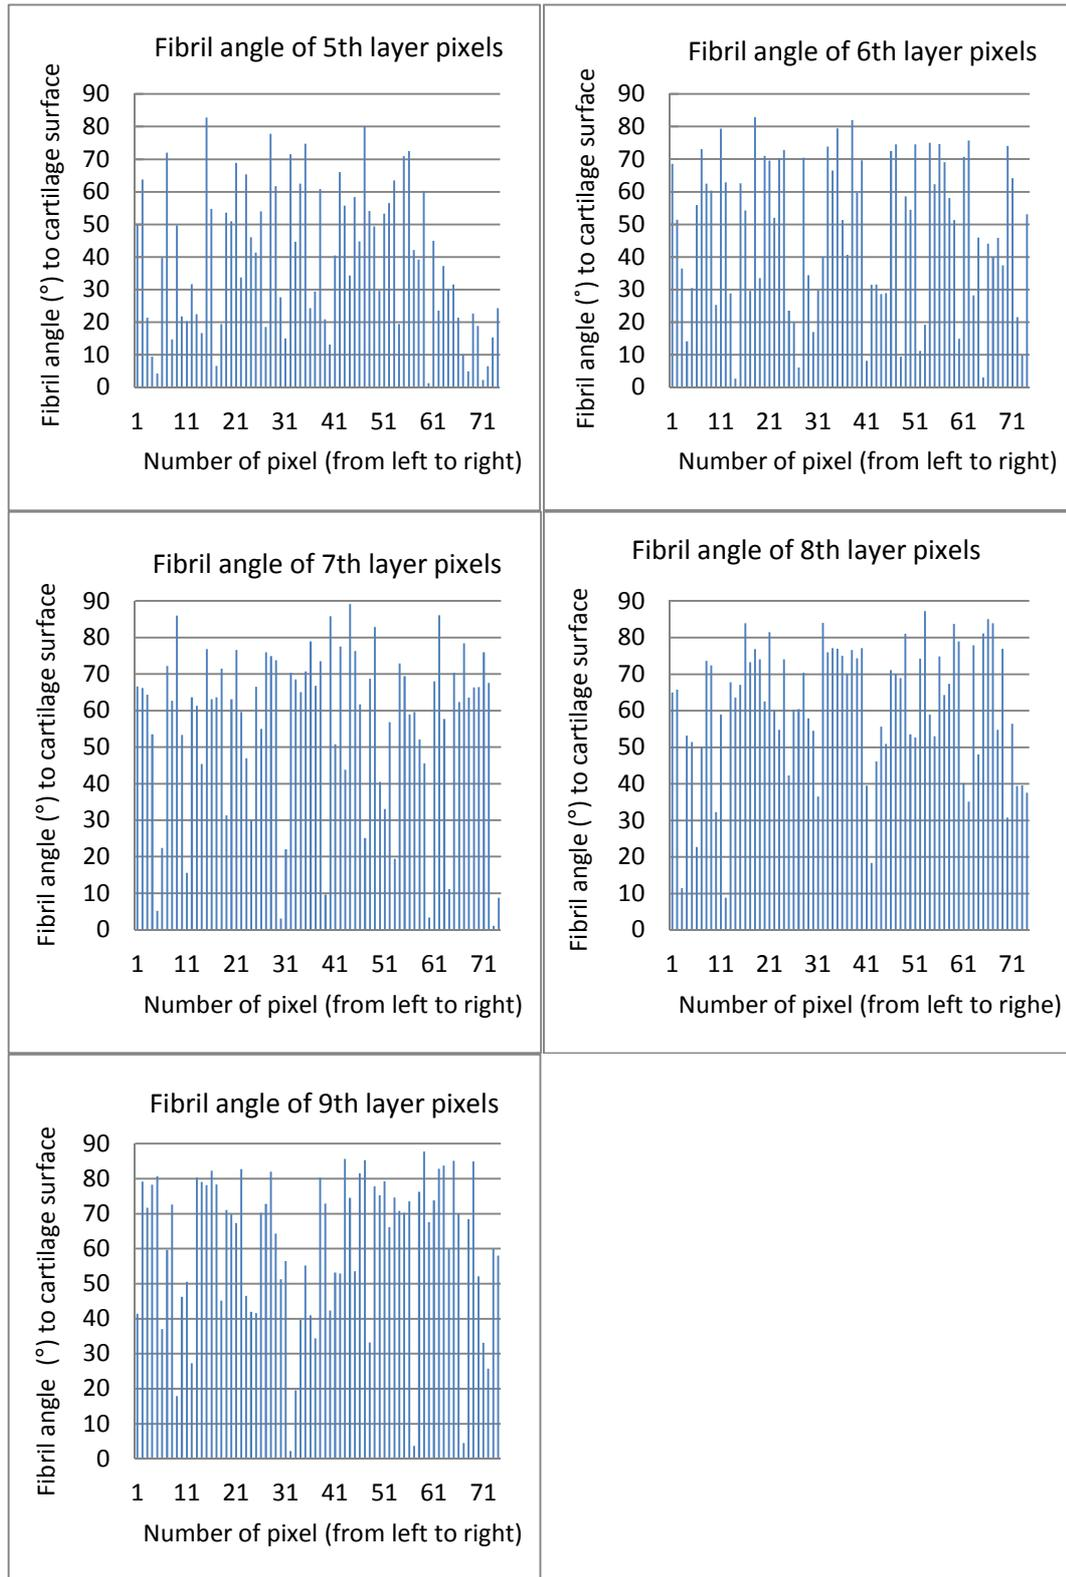 Fibril angle of 5th layer pixels
Fibril angle (°) to cartilage surface
90
80
70
60
50
40
30
20
10
0
1 11 21 31 41 51 61 71
Number of pixel (from left to right)
Fibril angle of 6th layer pixels
Fibril angle (˚) to cartilage surface
90
80
70
60
50
40
30
20
10
0
1 11 21 31 41 51 61 71
Number of pixel (from left to right)
Fibril angle of 7th layer pixels
Fibril angle (°) to cartilage surface
90
80
70
60
50
40
30
20
10
0
1 11 21 31 41 51 61 71
Number of pixel (from left to right)
Fibril angle of 8th layer pixels
Fibril angle (°) to cartilage surface
90
80
70
60
50
40
30
20
10
0
1 11 21 31 41 51 61 71
Number of pixel (from left to righe)
Fibril angle of 9th layer pixels
Fibril angle (°) to cartilage surface
90
80
70
60
50
40
30
20
10
0
1 11 21 31 41 51 61 71
Number of pixel (from left to right)